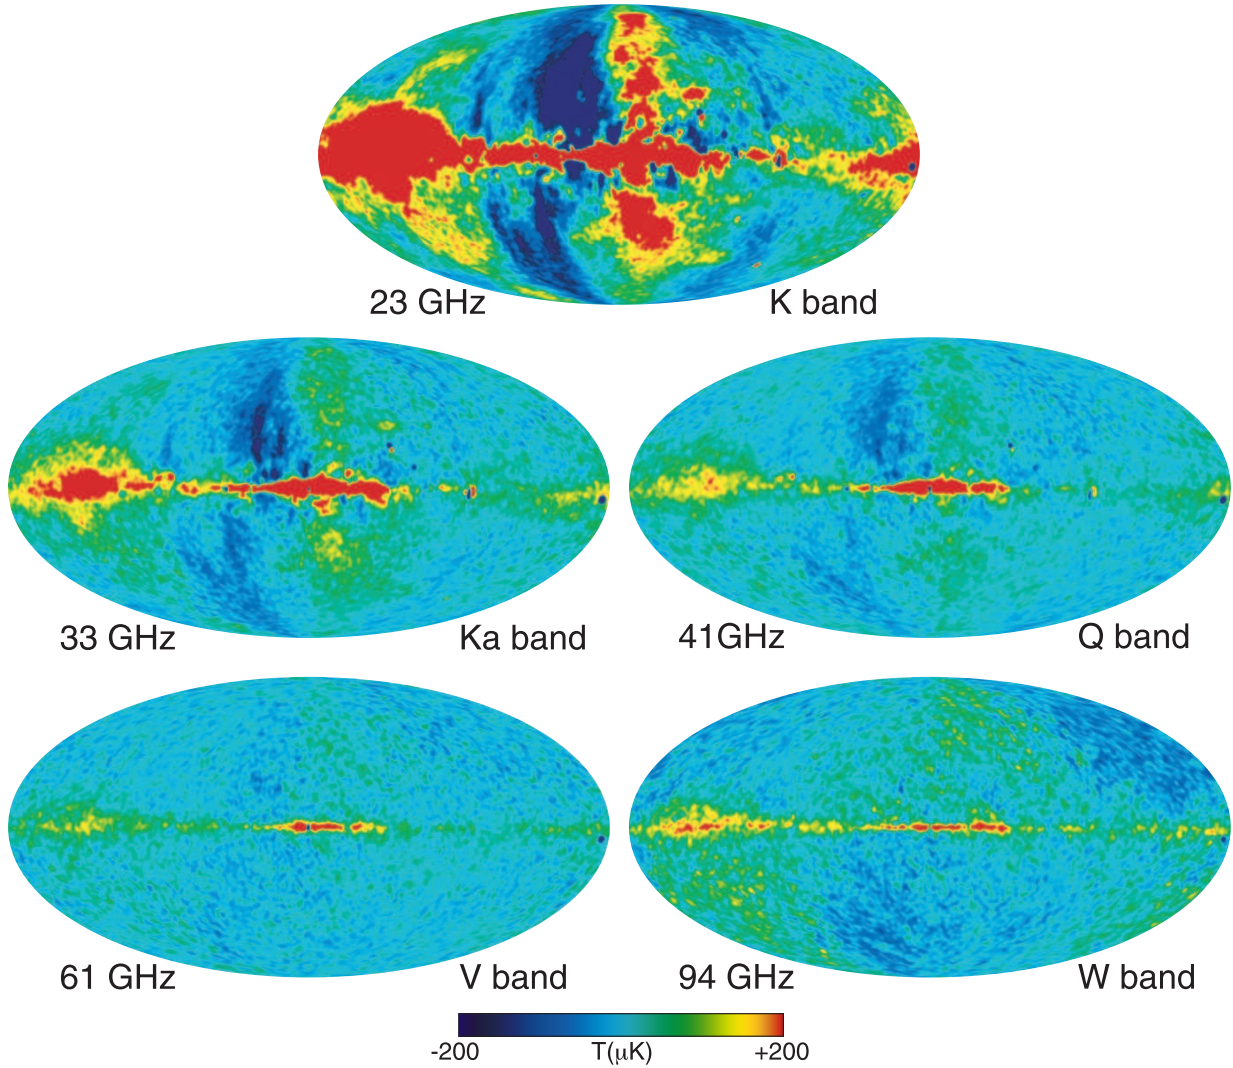 23 GHz K band
33 GHz Ka band
41GHz Q band
61 GHz V band
94 GHz W band
-200 T(μK) +200